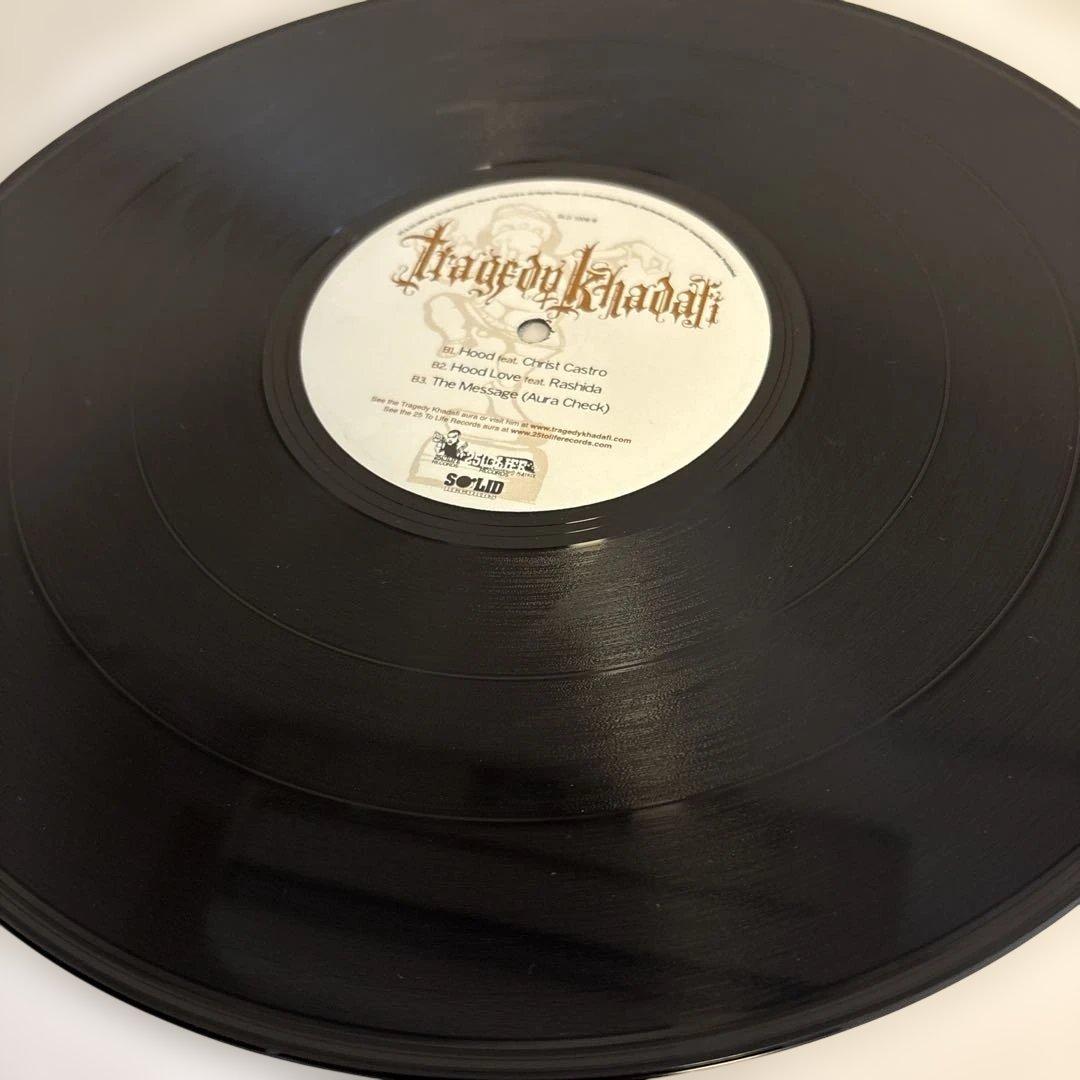 tragedy khadafi
B1. Hood feat. Christ Castro
B2. Hood Love feat. Rashida
B3. The Message (Aura Check)
See the Tragedy Khadafi aura or visit him at www.tragedykhadafi.com
See the 25 To Life Records aura at www.25toliferecords.com
SOLID